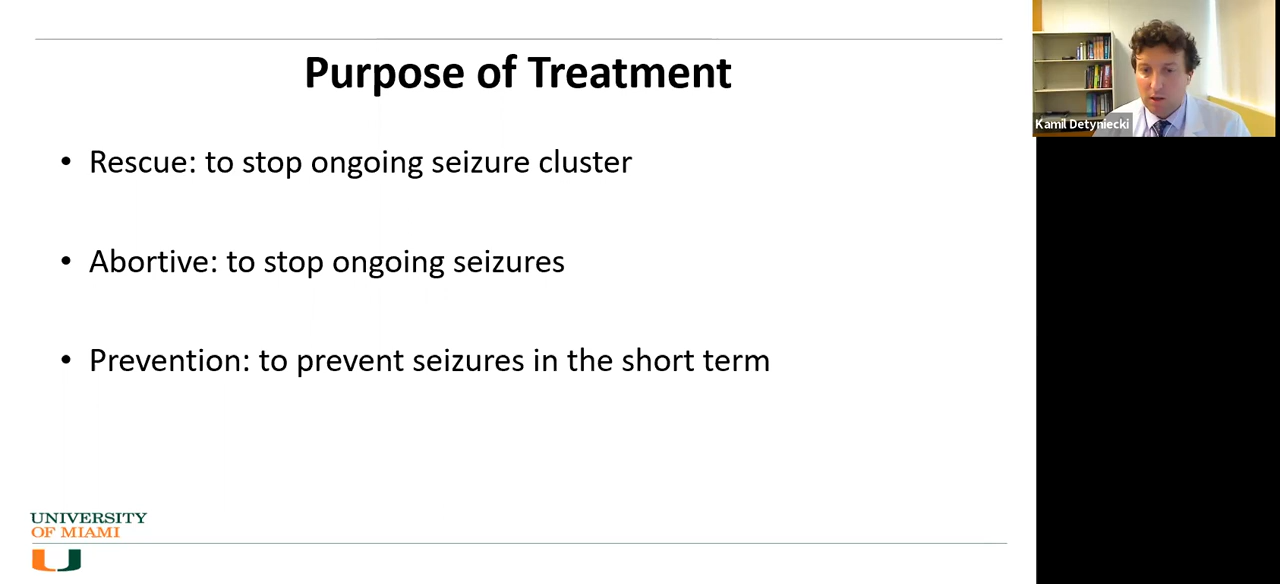 Purpose of Treatment
• Rescue: to stop ongoing seizure cluster
• Abortive: to stop ongoing seizures
• Prevention: to prevent seizures in the short term
UNIVERSITY
OF MIAMI
Kamil Detyniecki